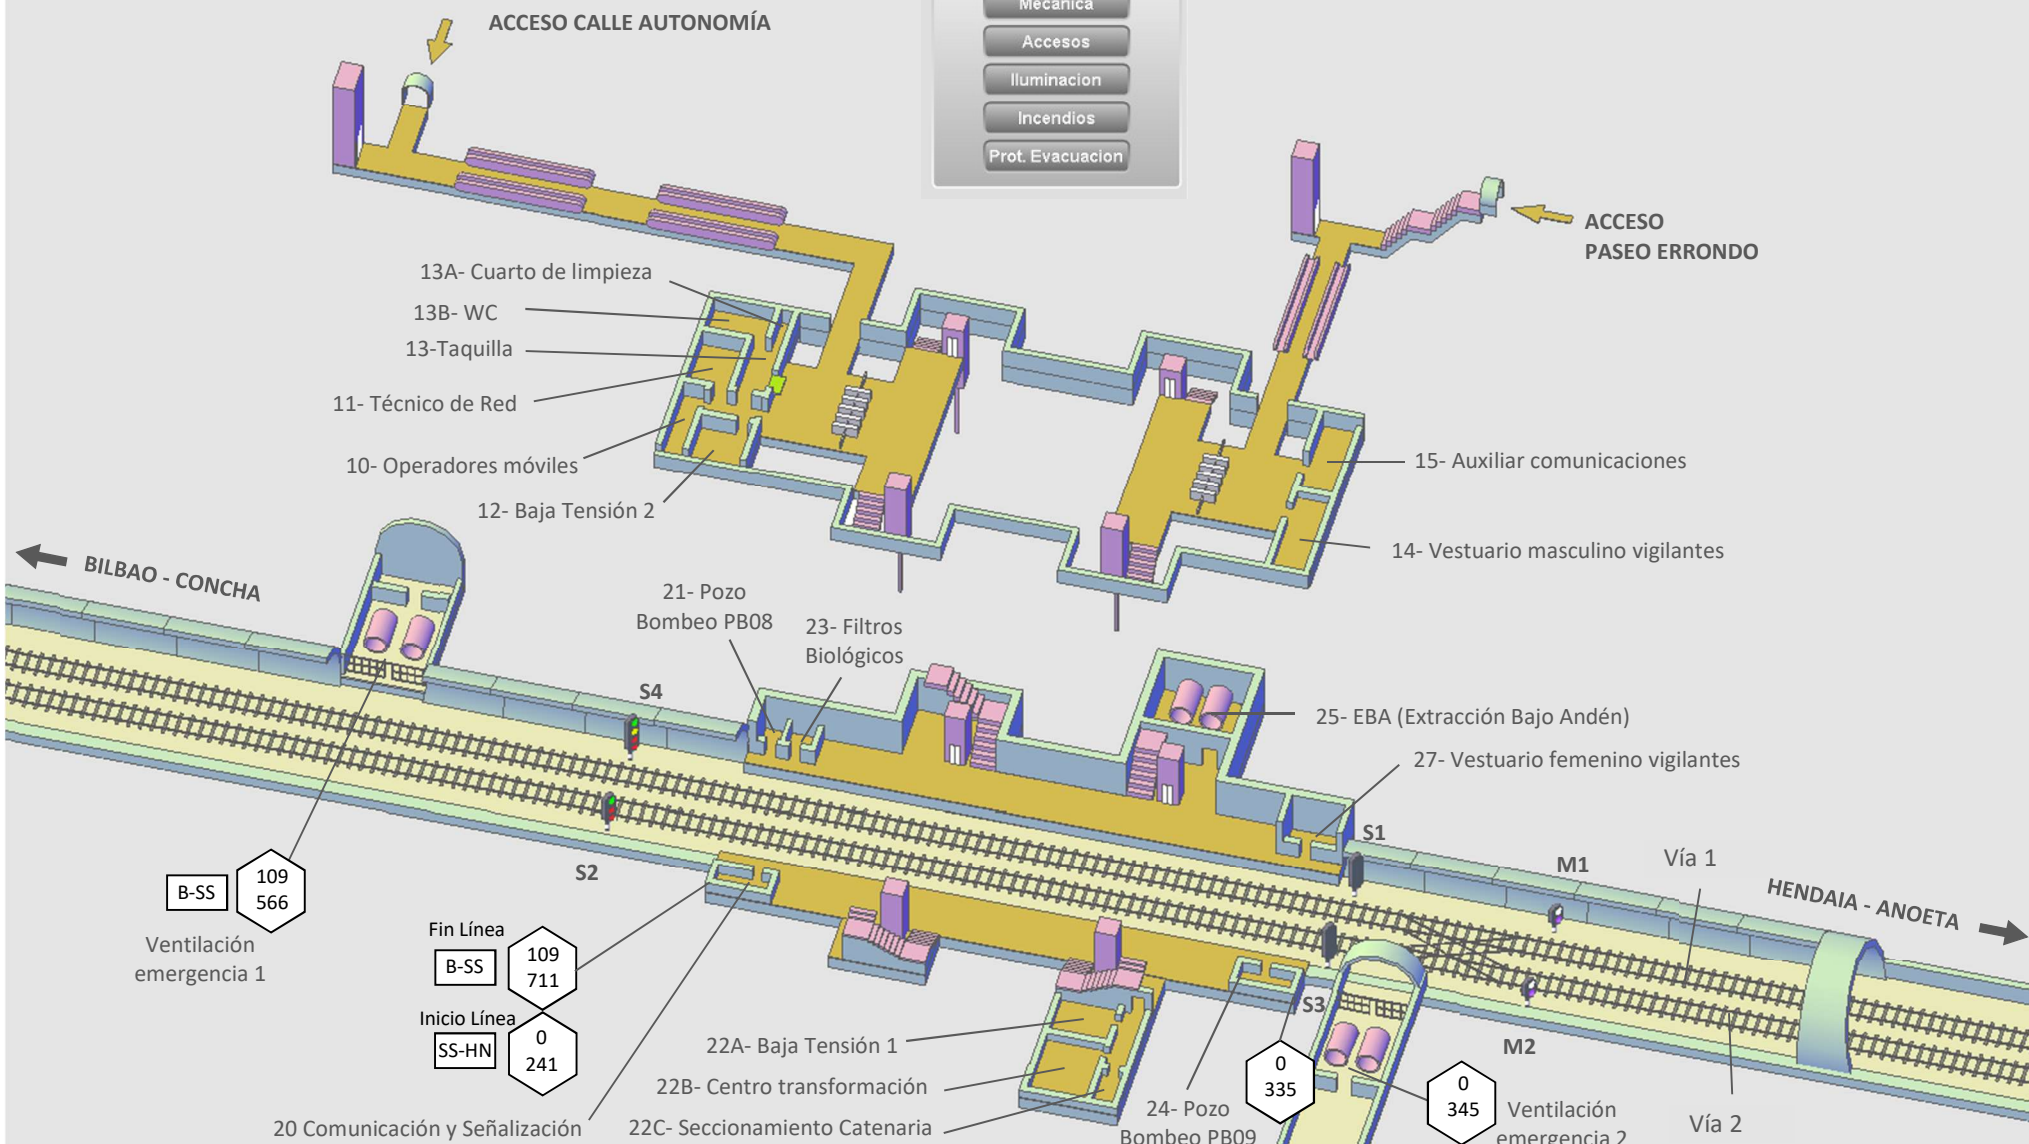 Mecanica
ACCESO CALLE AUTONOMÍA
Accesos
Iluminacion
Incendios
Prot. Evacuacion
ACCESO
PASEO ERRONDO
13A- Cuarto de limpieza
13B- WC
13-Taquilla
11- Técnico de Red
10- Operadores móviles
12- Baja Tensión 2
15- Auxiliar comunicaciones
14- Vestuario masculino vigilantes
BILBAO - CONCHA
21- Pozo
Bombeo PB08
23- Filtros
Biológicos
S4
25- EBA (Extracción Bajo Andén)
27- Vestuario femenino vigilantes
S1
M1
Vía 1
HENDAIA - ANOETA
S2
B-SS
109
566
Ventilación
emergencia 1
Fin Línea
B-SS
109
711
Inicio Línea
SS-HN
0
241
S3
M2
22A- Baja Tensión 1
22B- Centro transformación
22C- Seccionamiento Catenaria
20 Comunicación y Señalización
24- Pozo
Bombeo PB09
0
335
0
345
Ventilación
emergencia 2
Vía 2